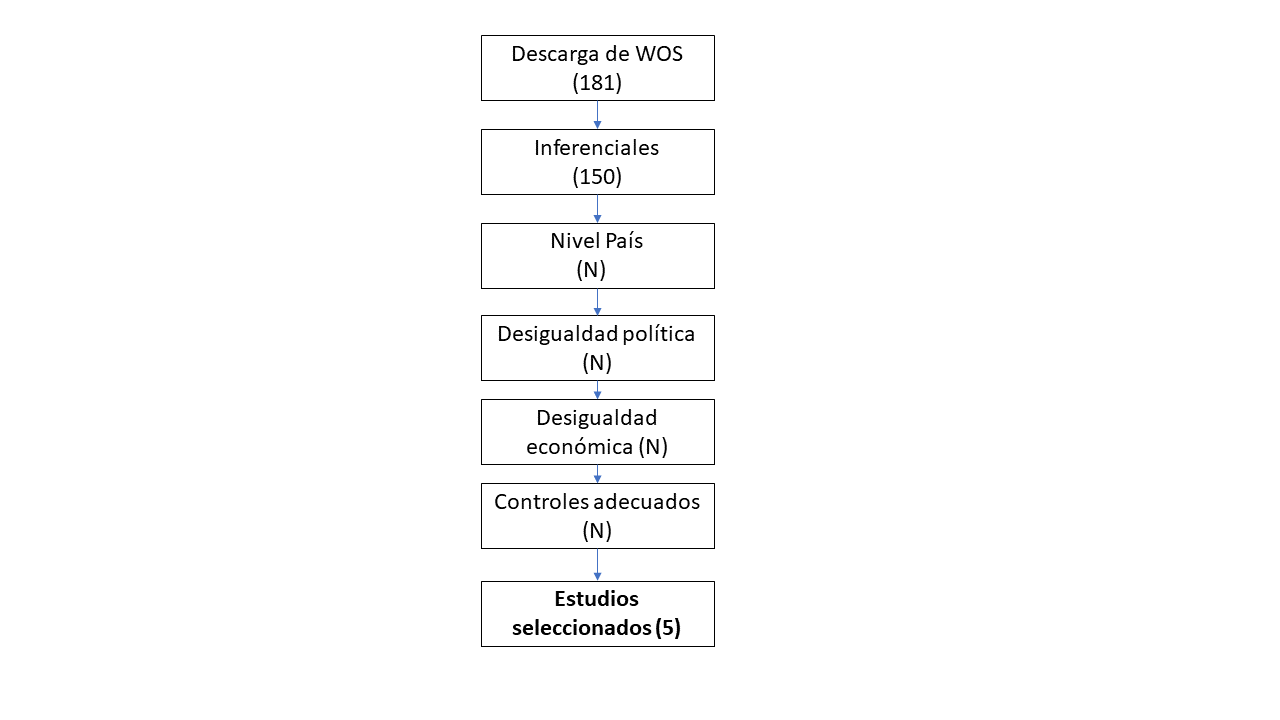 Descarga de WOS
(181)
Inferenciales
(150)
Nivel País
(N)
Desigualdad política
(N)
Desigualdad
económica (N)
Controles adecuados
(N)
Estudios
seleccionados (5)